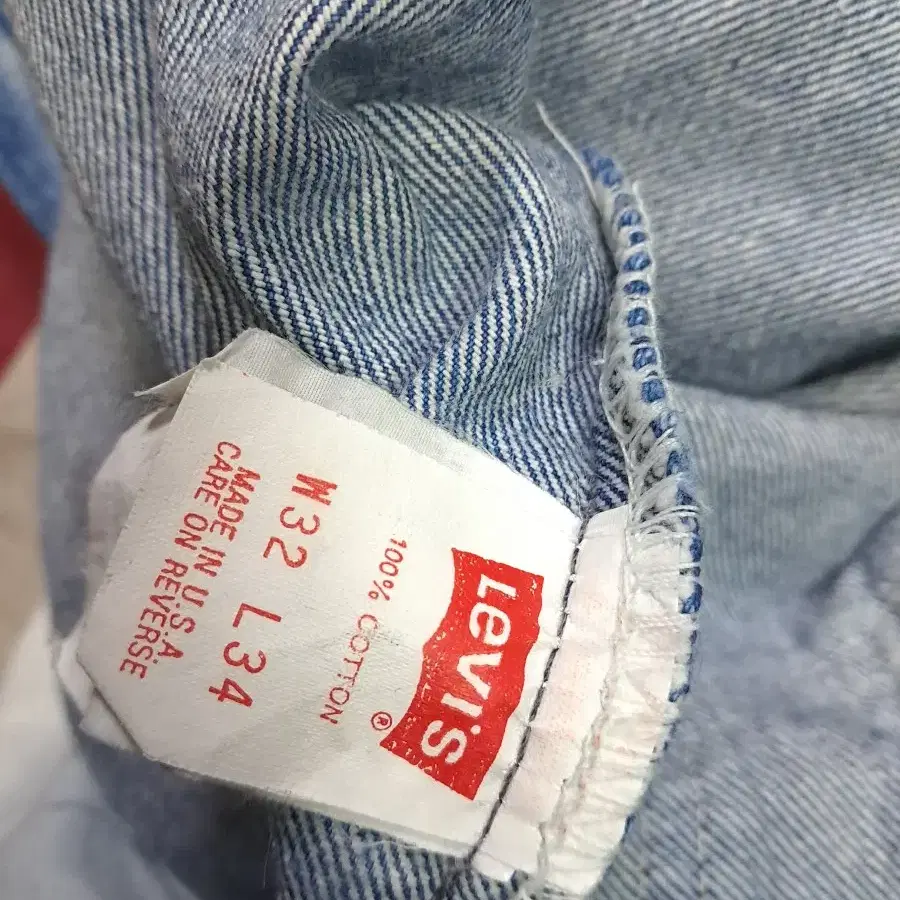 Levi's
®
100% COTTON
W32 L34
MADE IN U.S.A.
CARE ON REVERSE